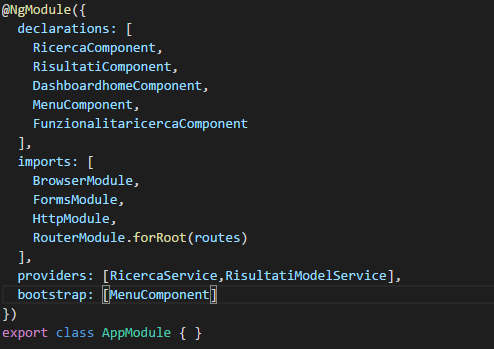 @NgModule({
  declarations: [
    RicercaComponent,
    RisultatiComponent,
    DashboardhomeComponent,
    MenuComponent,
    FunzionalitaricercaComponent
  ],
  imports: [
    BrowserModule,
    FormsModule,
    HttpModule,
    RouterModule.forRoot(routes)
  ],
  providers: [RicercaService,RisultatiModelService],
  bootstrap: [MenuComponent]
})
export class AppModule { }